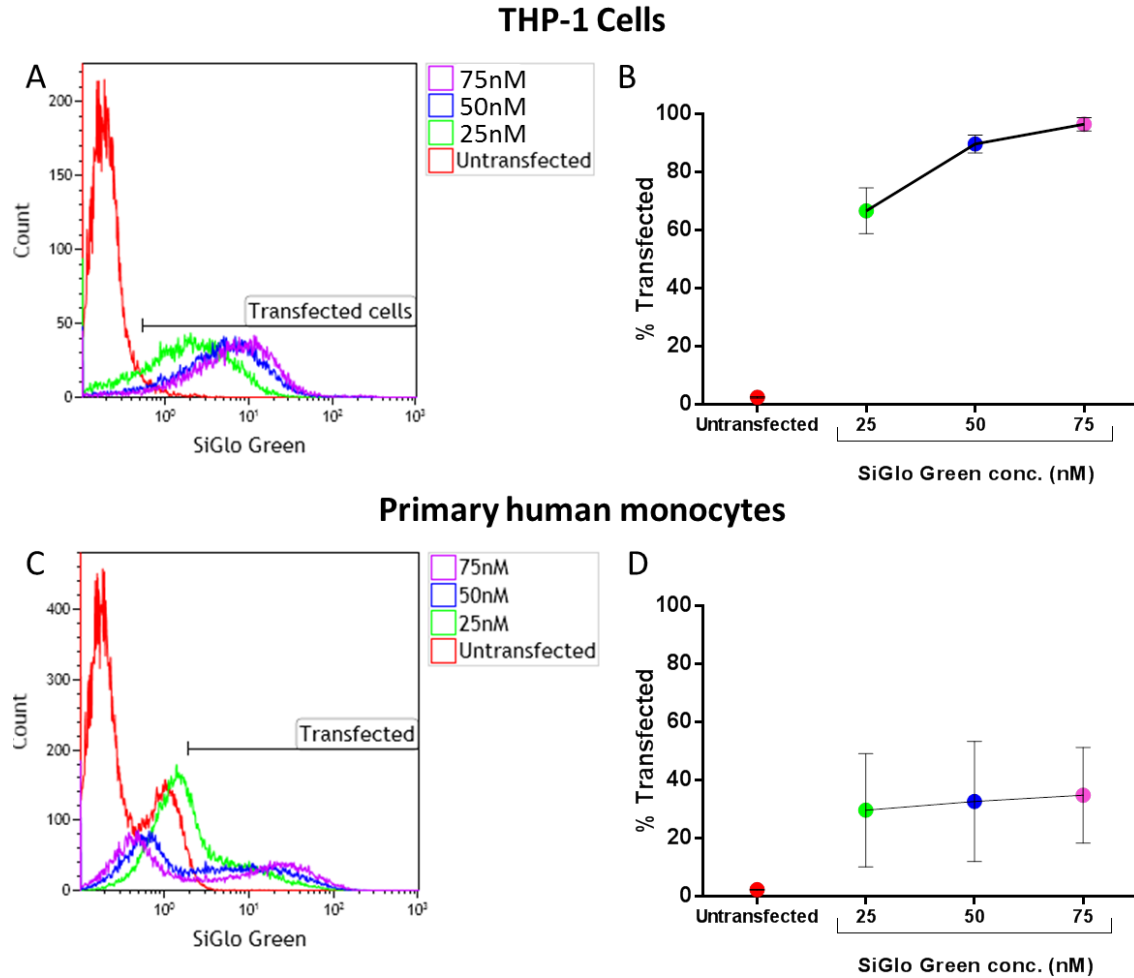 THP-1 Cells
A
75nM
50nM
25nM
Untransfected
200
150
100
50
0
Count
Transfected cells
10⁰ 10¹ 10² 10³
SiGlo Green
B
100
80
60
40
20
0
% Transfected
Untransfected 25 50 75
SiGlo Green conc. (nM)
Primary human monocytes
C
75nM
50nM
25nM
Untransfected
400
300
200
100
0
Count
Transfected
10⁰ 10¹ 10² 10³
SiGlo Green
D
100
80
60
40
20
0
% Transfected
Untransfected 25 50 75
SiGlo Green conc. (nM)